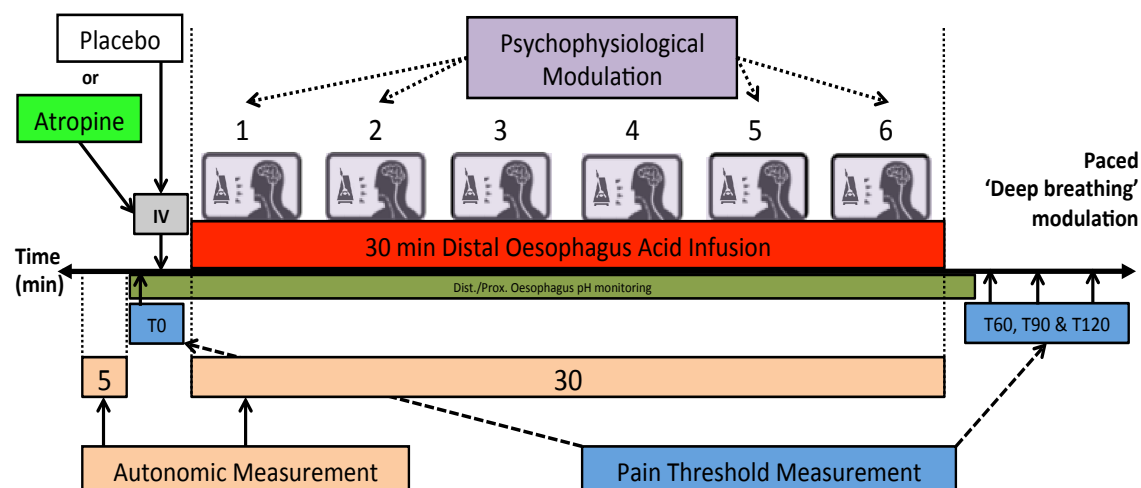 Placebo
or
Atropine
IV
Psychophysiological
Modulation
1 2 3 4 5 6
Paced
'Deep breathing'
modulation
30 min Distal Oesophagus Acid Infusion
Time
(min)
Dist./Prox. Oesophagus pH monitoring
T0
T60, T90 & T120
5
30
Autonomic Measurement
Pain Threshold Measurement